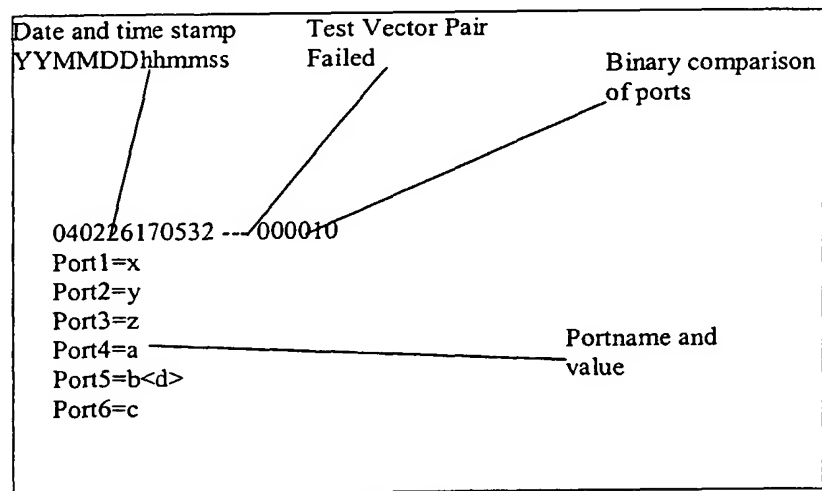 Date and time stamp
YYMMDDhhmmss
Test Vector Pair
Failed
Binary comparison
of ports
040226170532 --- 000010
Port1=x
Port2=y
Port3=z
Port4=a
Port5=b<d>
Port6=c
Portname and
value